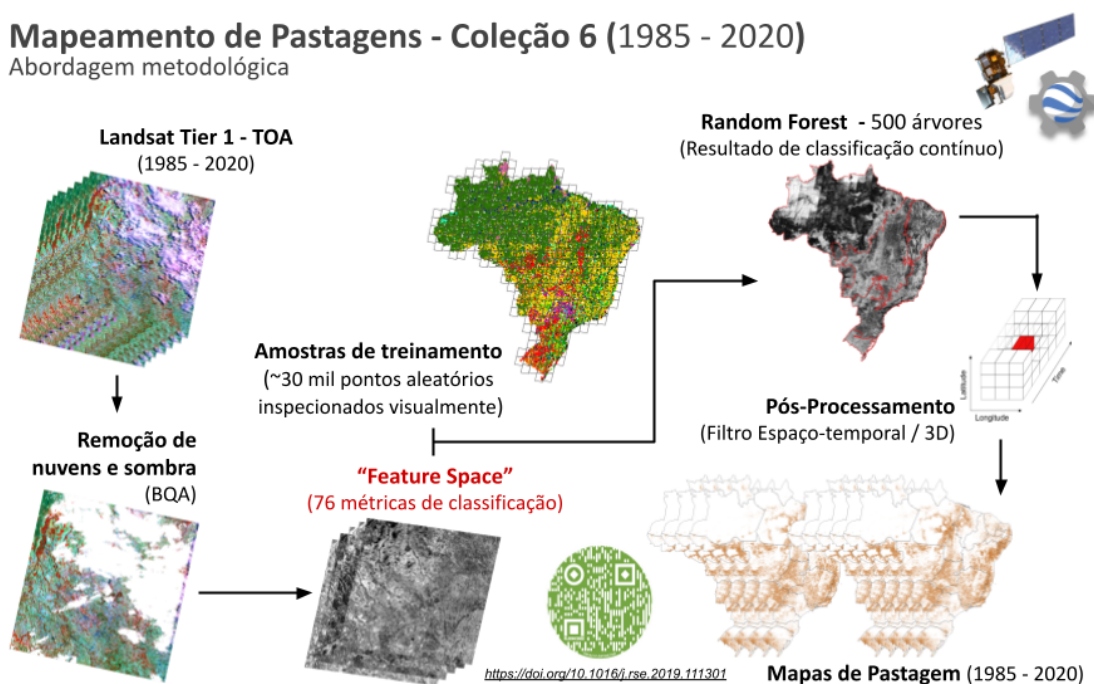 Mapeamento de Pastagens - Coleção 6 (1985 - 2020)
Abordagem metodológica
Landsat Tier 1 - TOA
(1985 - 2020)
Remoção de
nuvens e sombra
(BQA)
Amostras de treinamento
(~30 mil pontos aleatórios
inspecionados visualmente)
“Feature Space”
(76 métricas de classificação)
Random Forest - 500 árvores
(Resultado de classificação contínuo)
Latitude
Longitude
Time
Pós-Processamento
(Filtro Espaço-temporal / 3D)
https://doi.org/10.1016/j.rse.2019.111301
Mapas de Pastagem (1985 - 2020)